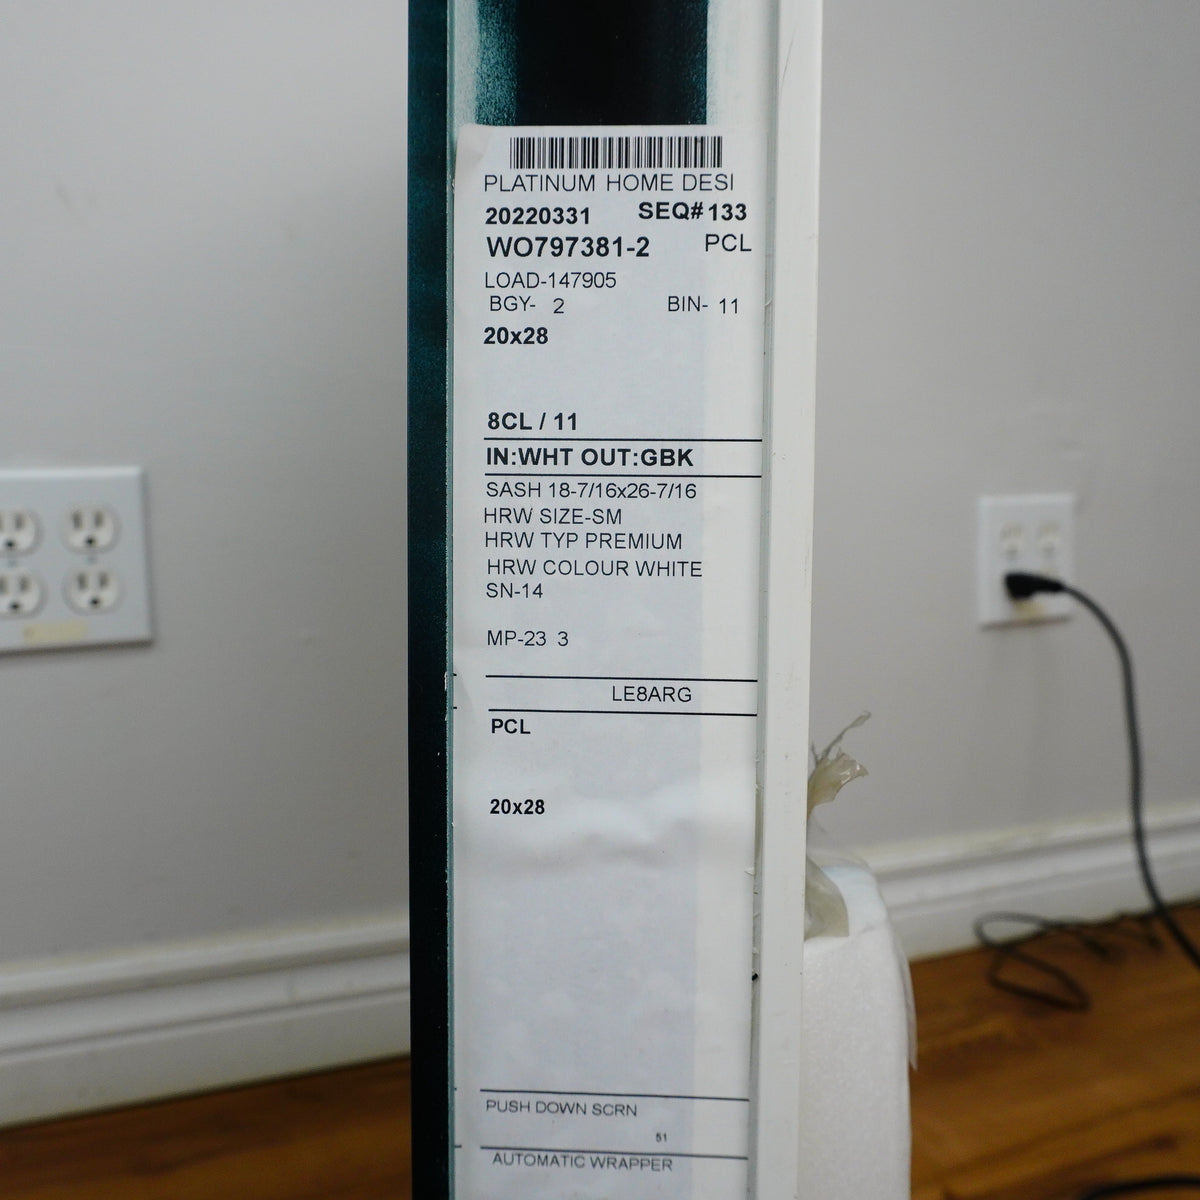 PLATINUM HOME DESI
20220331 SEQ#133
WO797381-2 PCL
LOAD-147905
BGY- 2 BIN- 11
20x28
8CL / 11
IN:WHT OUT:GBK
SASH 18-7/16x26-7/16
HRW SIZE-SM
HRW TYP PREMIUM
HRW COLOUR WHITE
SN-14
MP-23 3
LE8ARG
PCL
20x28
PUSH DOWN SCRN
51
AUTOMATIC WRAPPER